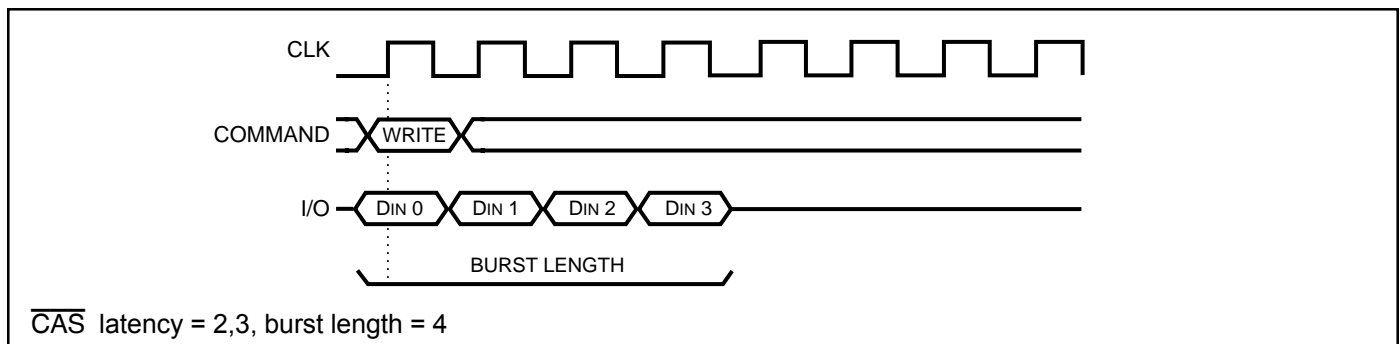 CLK
COMMAND WRITE
I/O DIN 0 DIN 1 DIN 2 DIN 3
BURST LENGTH
CAS latency = 2,3, burst length = 4